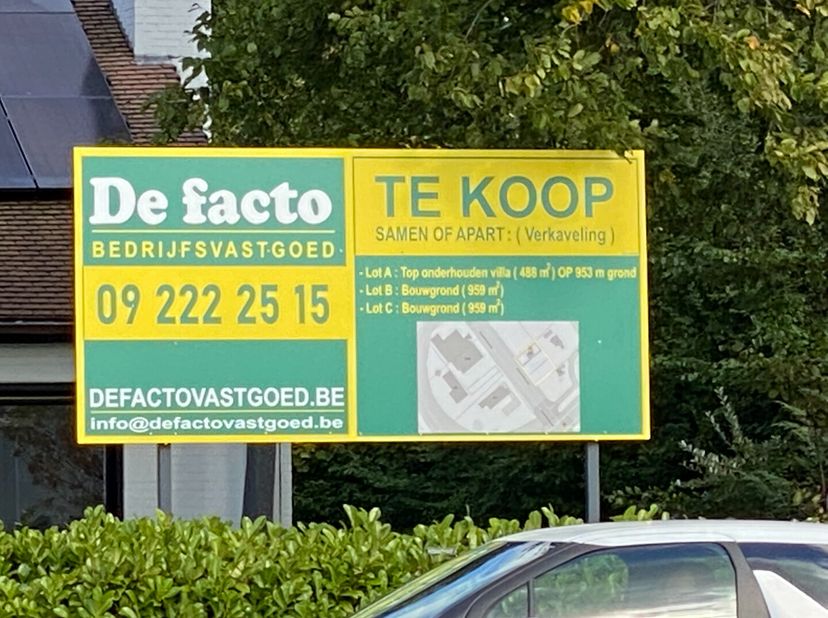 De facto
BEDRIJFSVASTGOED
09 222 25 15
DEFACTOVASTGOED.BE
info@defactovastgoed.be
TE KOOP
SAMEN OF APART : ( Verkaveling )
- Lot A : Top onderhouden villa ( 488 m² ) OP 953 m grond
- Lot B : Bouwgrond ( 959 m² )
- Lot C : Bouwgrond ( 959 m² )